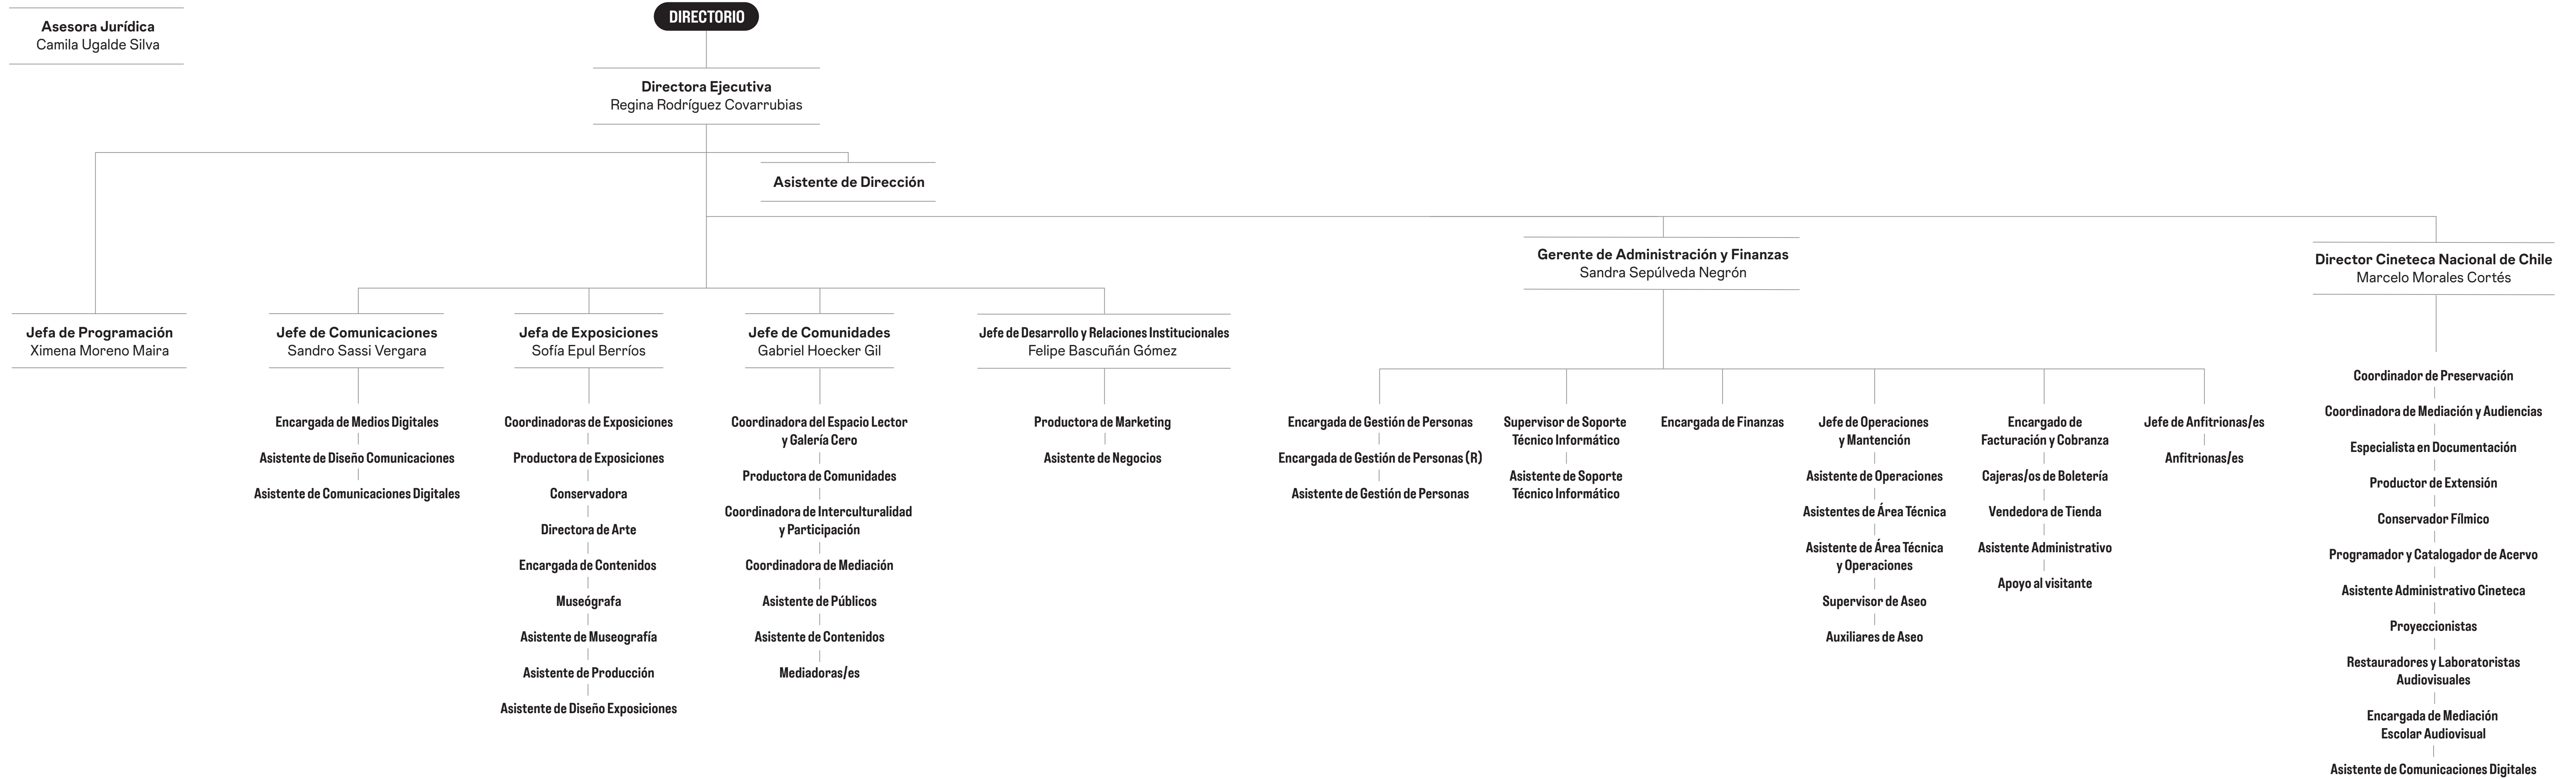 Asesora Jurídica
Camila Ugalde Silva
DIRECTORIO
Directora Ejecutiva
Regina Rodríguez Covarrubias
Asistente de Dirección
Jefa de Programación
Ximena Moreno Maira
Jefe de Comunicaciones
Sandro Sassi Vergara
Encargada de Medios Digitales
Asistente de Diseño Comunicaciones
Asistente de Comunicaciones Digitales
Jefa de Exposiciones
Sofía Epul Berríos
Coordinadoras de Exposiciones
Productora de Exposiciones
Conservadora
Directora de Arte
Encargada de Contenidos
Museógrafa
Asistente de Museografía
Asistente de Producción
Asistente de Diseño Exposiciones
Jefe de Comunidades
Gabriel Hoecker Gil
Coordinadora del Espacio Lector
y Galería Cero
Productora de Comunidades
Coordinadora de Interculturalidad
y Participación
Coordinadora de Mediación
Asistente de Públicos
Asistente de Contenidos
Mediadoras/es
Jefe de Desarrollo y Relaciones Institucionales
Felipe Bascuñán Gómez
Productora de Marketing
Asistente de Negocios
Gerente de Administración y Finanzas
Sandra Sepúlveda Negrón
Encargada de Gestión de Personas
Encargada de Gestión de Personas (R)
Asistente de Gestión de Personas
Supervisor de Soporte
Técnico Informático
Asistente de Soporte
Técnico Informático
Encargada de Finanzas
Jefe de Operaciones
y Mantención
Asistente de Operaciones
Asistentes de Área Técnica
Asistente de Área Técnica
y Operaciones
Supervisor de Aseo
Auxiliares de Aseo
Encargado de
Facturación y Cobranza
Cajeras/os de Boletería
Vendedora de Tienda
Asistente Administrativo
Apoyo al visitante
Jefe de Anfitrionas/es
Anfitrionas/es
Director Cineteca Nacional de Chile
Marcelo Morales Cortés
Coordinador de Preservación
Coordinadora de Mediación y Audiencias
Especialista en Documentación
Productor de Extensión
Conservador Fílmico
Programador y Catalogador de Acervo
Asistente Administrativo Cineteca
Proyeccionistas
Restauradores y Laboratoristas
Audiovisuales
Encargada de Mediación
Escolar Audiovisual
Asistente de Comunicaciones Digitales